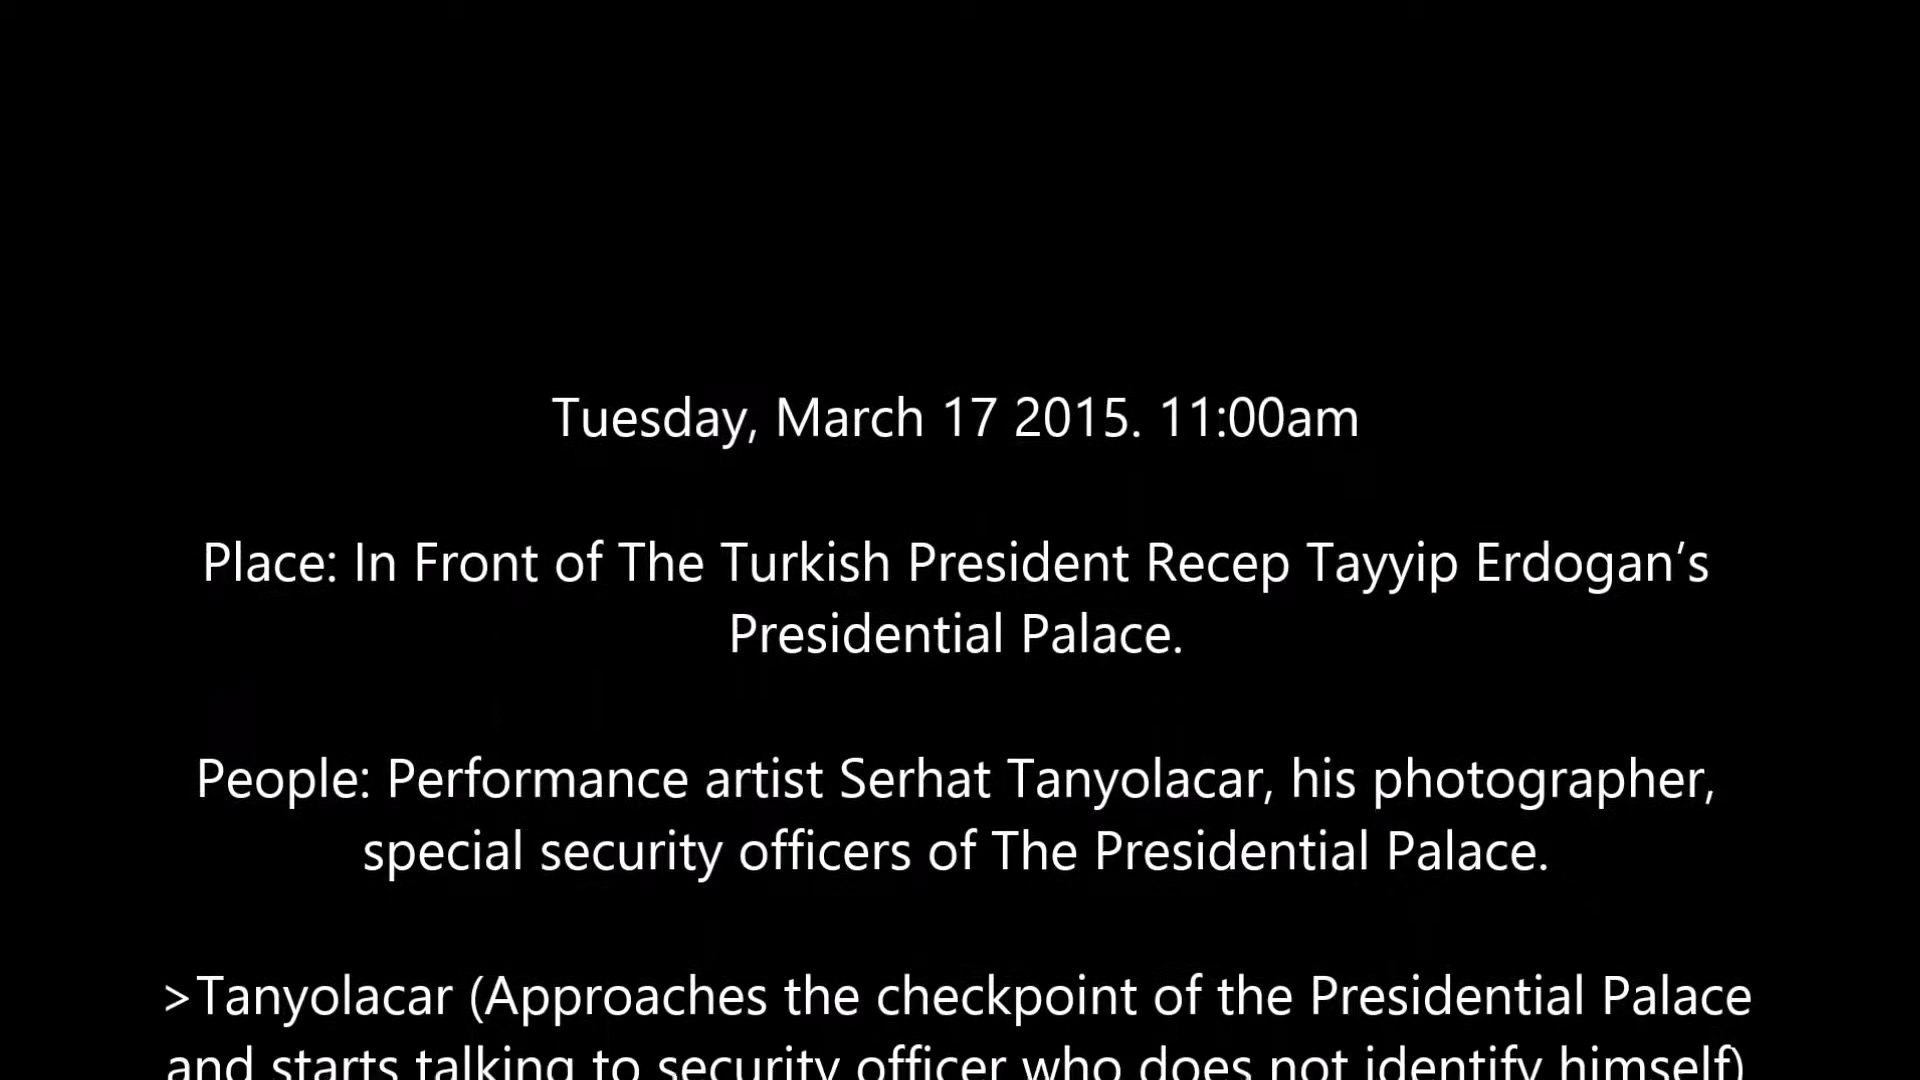 Tuesday, March 17 2015. 11:00am
Place: In Front of The Turkish President Recep Tayyip Erdogan’s
Presidential Palace.
People: Performance artist Serhat Tanyolacar, his photographer,
special security officers of The Presidential Palace.
>Tanyolacar (Approaches the checkpoint of the Presidential Palace
and starts talking to security officer who does not identify himself)